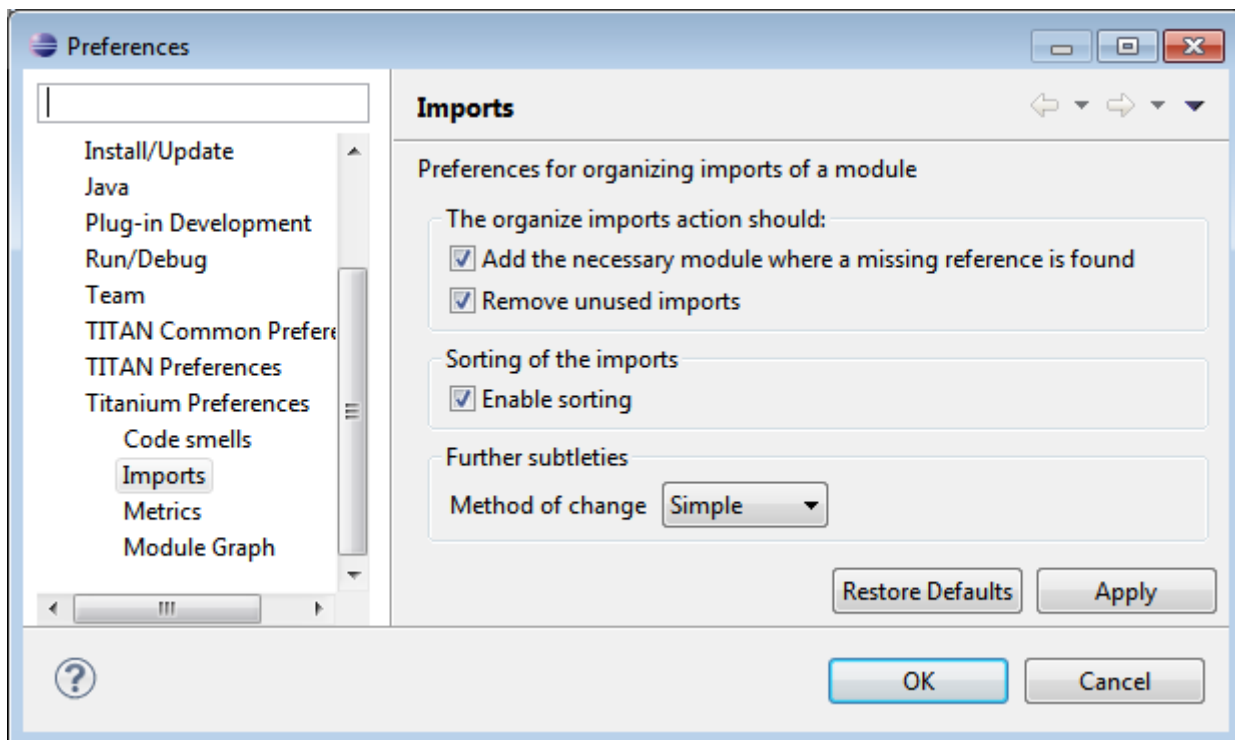 Preferences
Imports
Install/Update
Java
Plug-in Development
Run/Debug
Team
TITAN Common Prefere
TITAN Preferences
Titanium Preferences
Code smells
Imports
Metrics
Module Graph
Preferences for organizing imports of a module
The organize imports action should:
Add the necessary module where a missing reference is found
Remove unused imports
Sorting of the imports
Enable sorting
Further subtleties
Method of change Simple
Restore Defaults Apply
OK Cancel